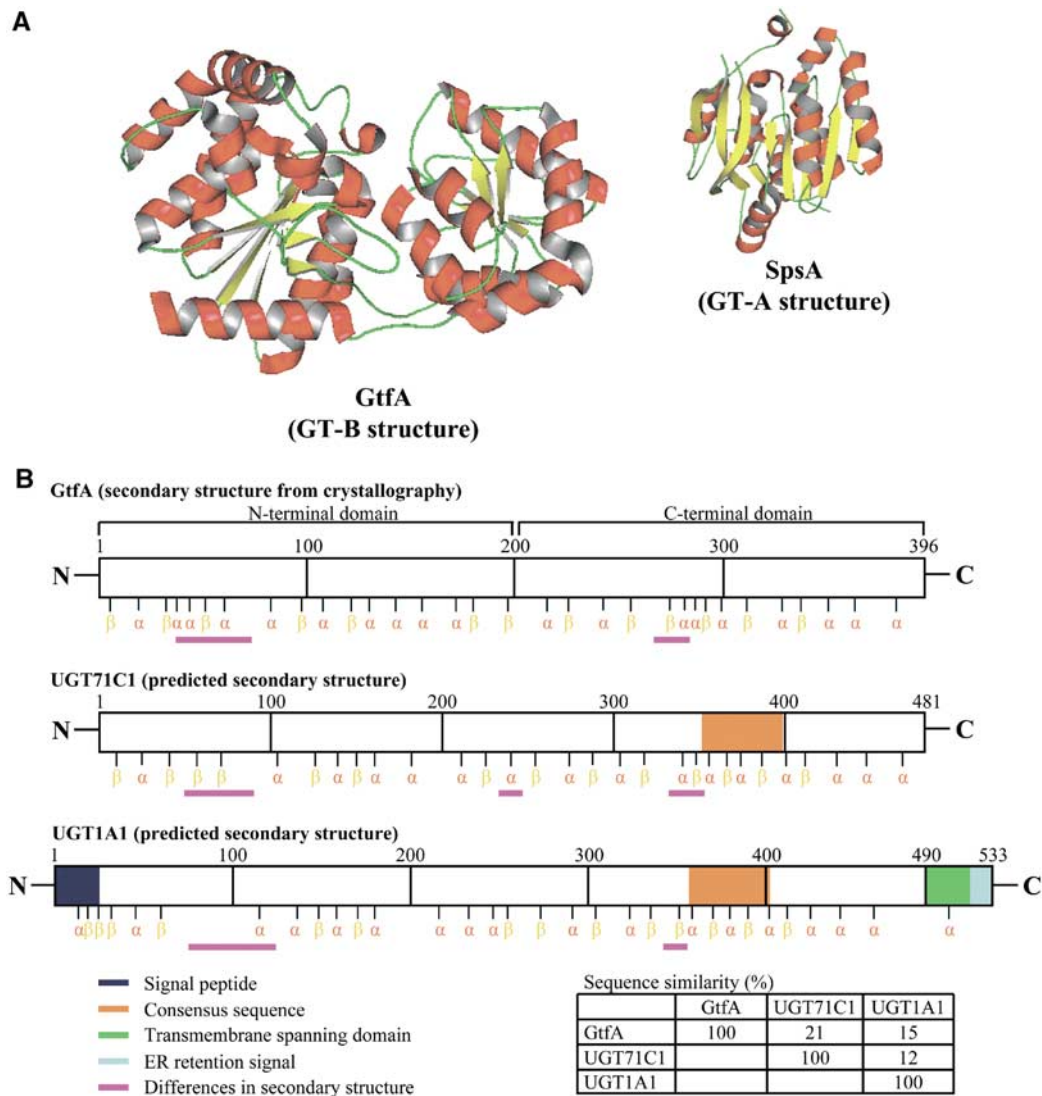 A
GtfA
(GT-B structure)
SpsA
(GT-A structure)
B
GtfA (secondary structure from crystallography)
N-terminal domain C-terminal domain
1 100 200 300 396
N C
β α β α α β α α β α β α α α α β β α β α β β α α β α β α β α α α
UGT71C1 (predicted secondary structure)
1 100 200 300 400 481
N C
β α β β β α β α β α α α β α β α β α β α β α β α β α β α α α
UGT1A1 (predicted secondary structure)
1 100 200 300 400 490 533
N C
α β β β α β α α β α β α α α α β β α β α β β α β α β α β α α α α
Signal peptide
Consensus sequence
Transmembrane spanning domain
ER retention signal
Differences in secondary structure
Sequence similarity (%)
GtfA UGT71C1 UGT1A1
GtfA 100 21 15
UGT71C1 100 12
UGT1A1 100